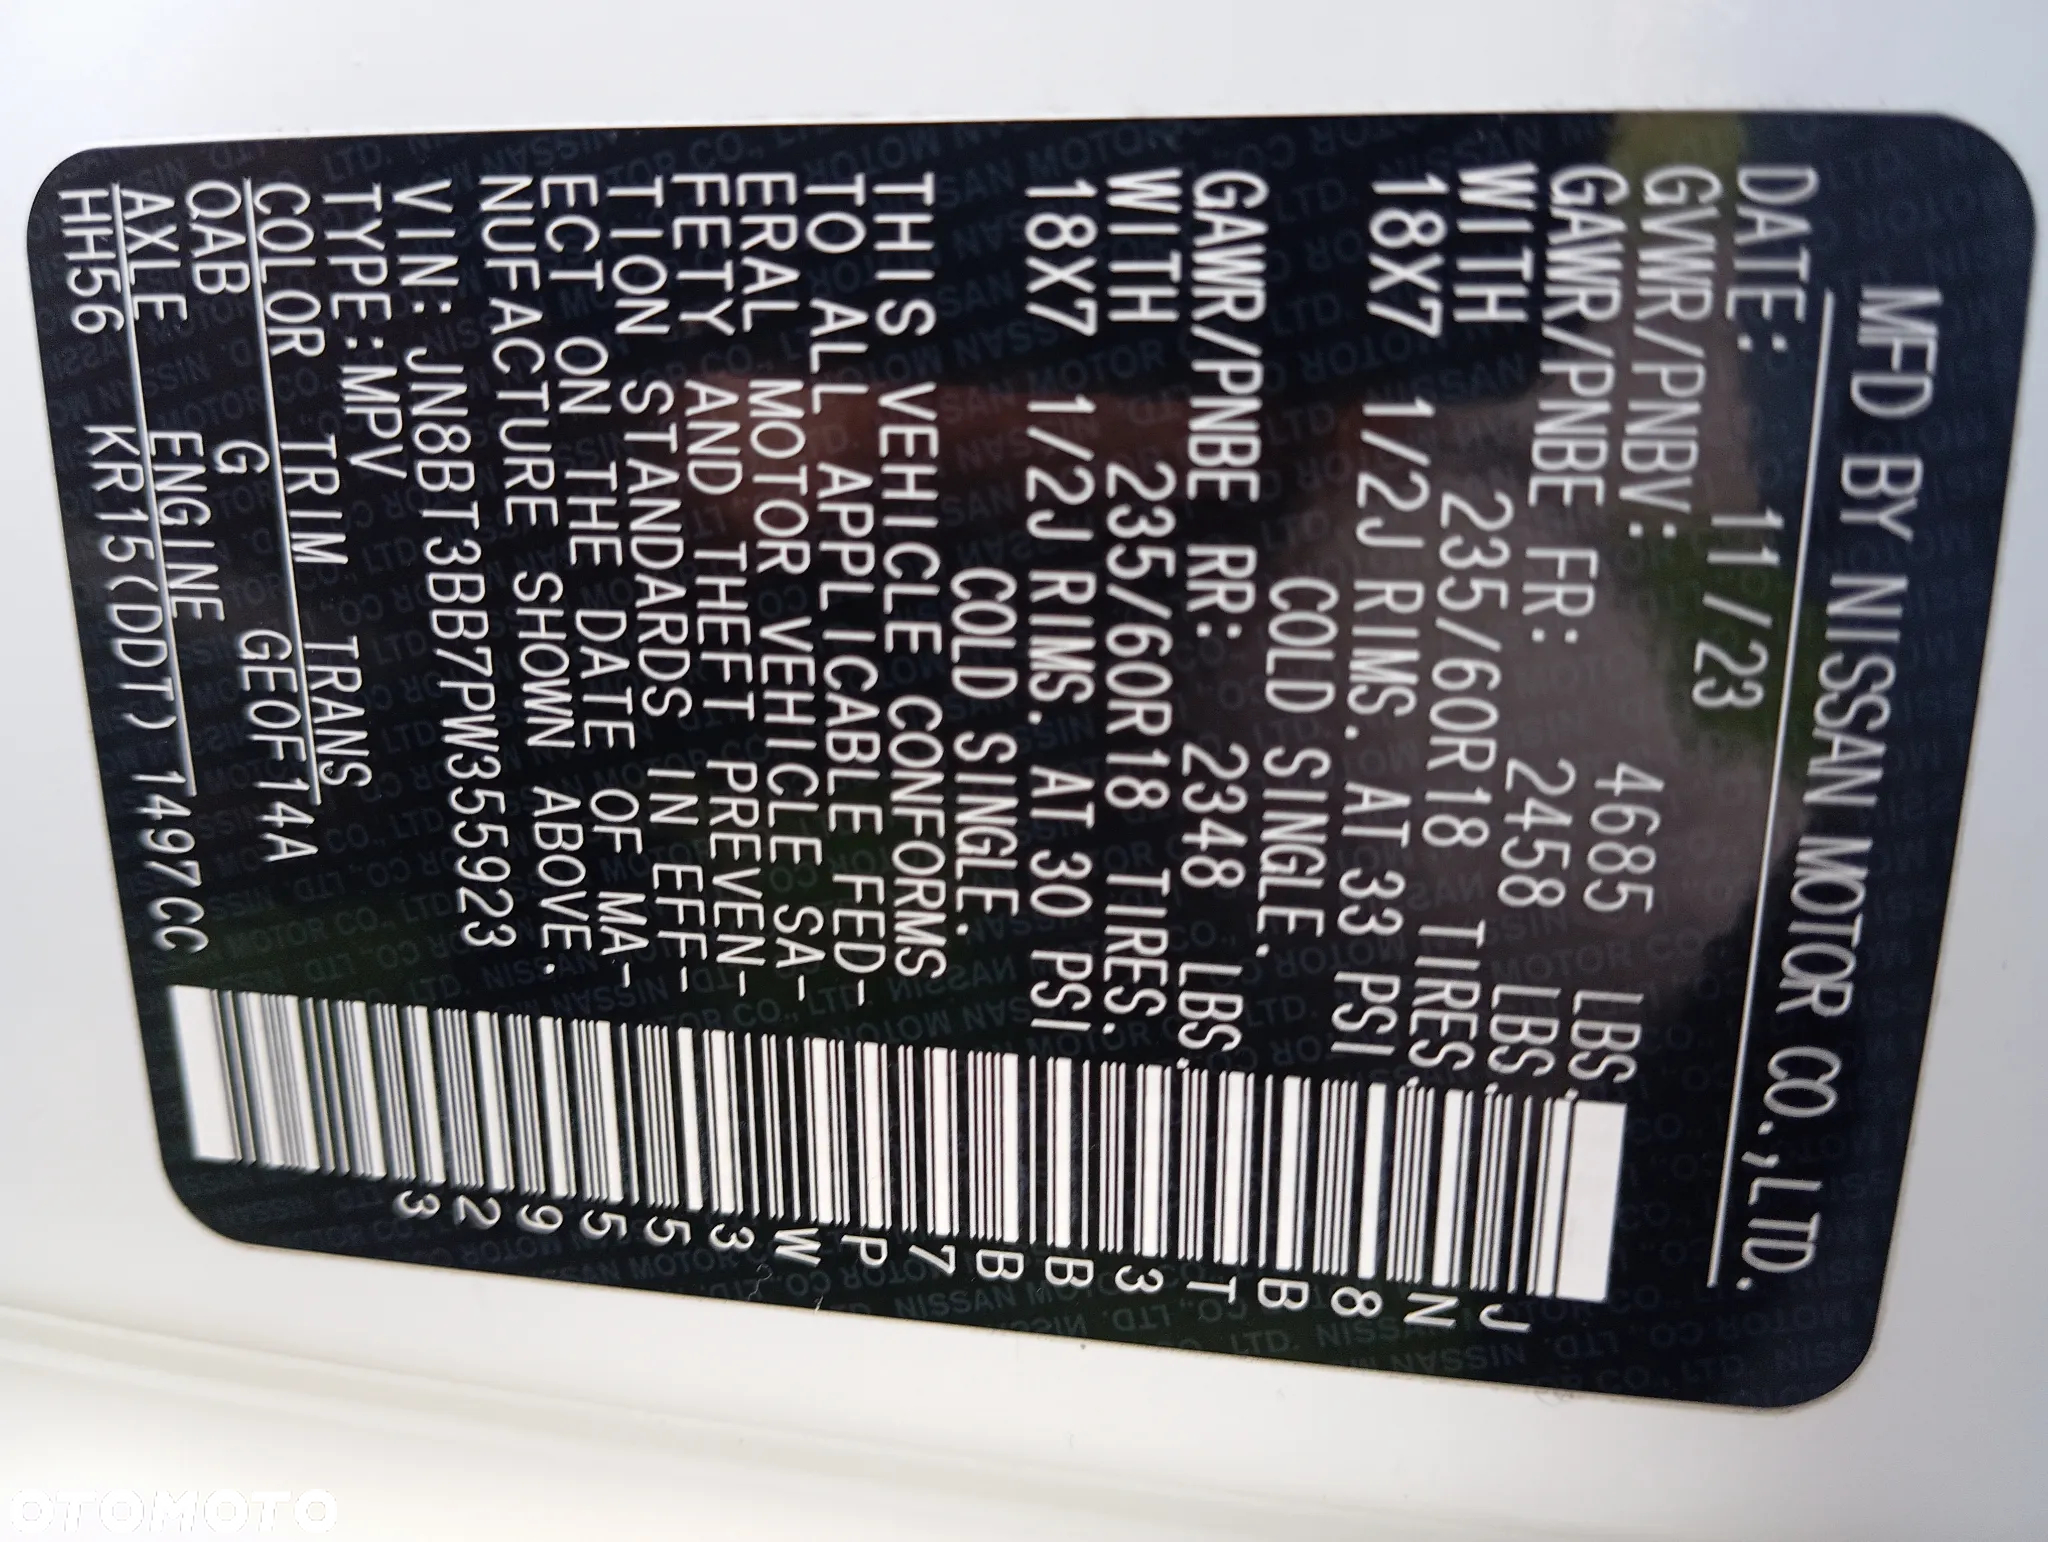 MFD BY NISSAN MOTOR CO.,LTD.
DATE: 11/23
GVWR/PNBV: 4685 LBS.
GAWR/PNBE FR: 2458 LBS.
WITH 235/60R18 TIRES.
18X7 1/2J RIMS. AT 33 PSI
COLD SINGLE.
GAWR/PNBE RR: 2348 LBS.
WITH 235/60R18 TIRES.
18X7 1/2J RIMS. AT 30 PSI
COLD SINGLE.
THIS VEHICLE CONFORMS
TO ALL APPLICABLE FED-
ERAL MOTOR VEHICLE SA-
FETY AND THEFT PREVEN-
TION STANDARDS IN EFF-
ECT ON THE DATE OF MA-
NUFACTURE SHOWN ABOVE.
VIN: JN8BT3BB7PW355923
TYPE:MPV
COLOR TRIM TRANS
QAB G GEOF14A
AXLE ENGINE
HH56 KR15(DDT) 1497CC
JN8BT3BB7PW355923
OTOMOTO